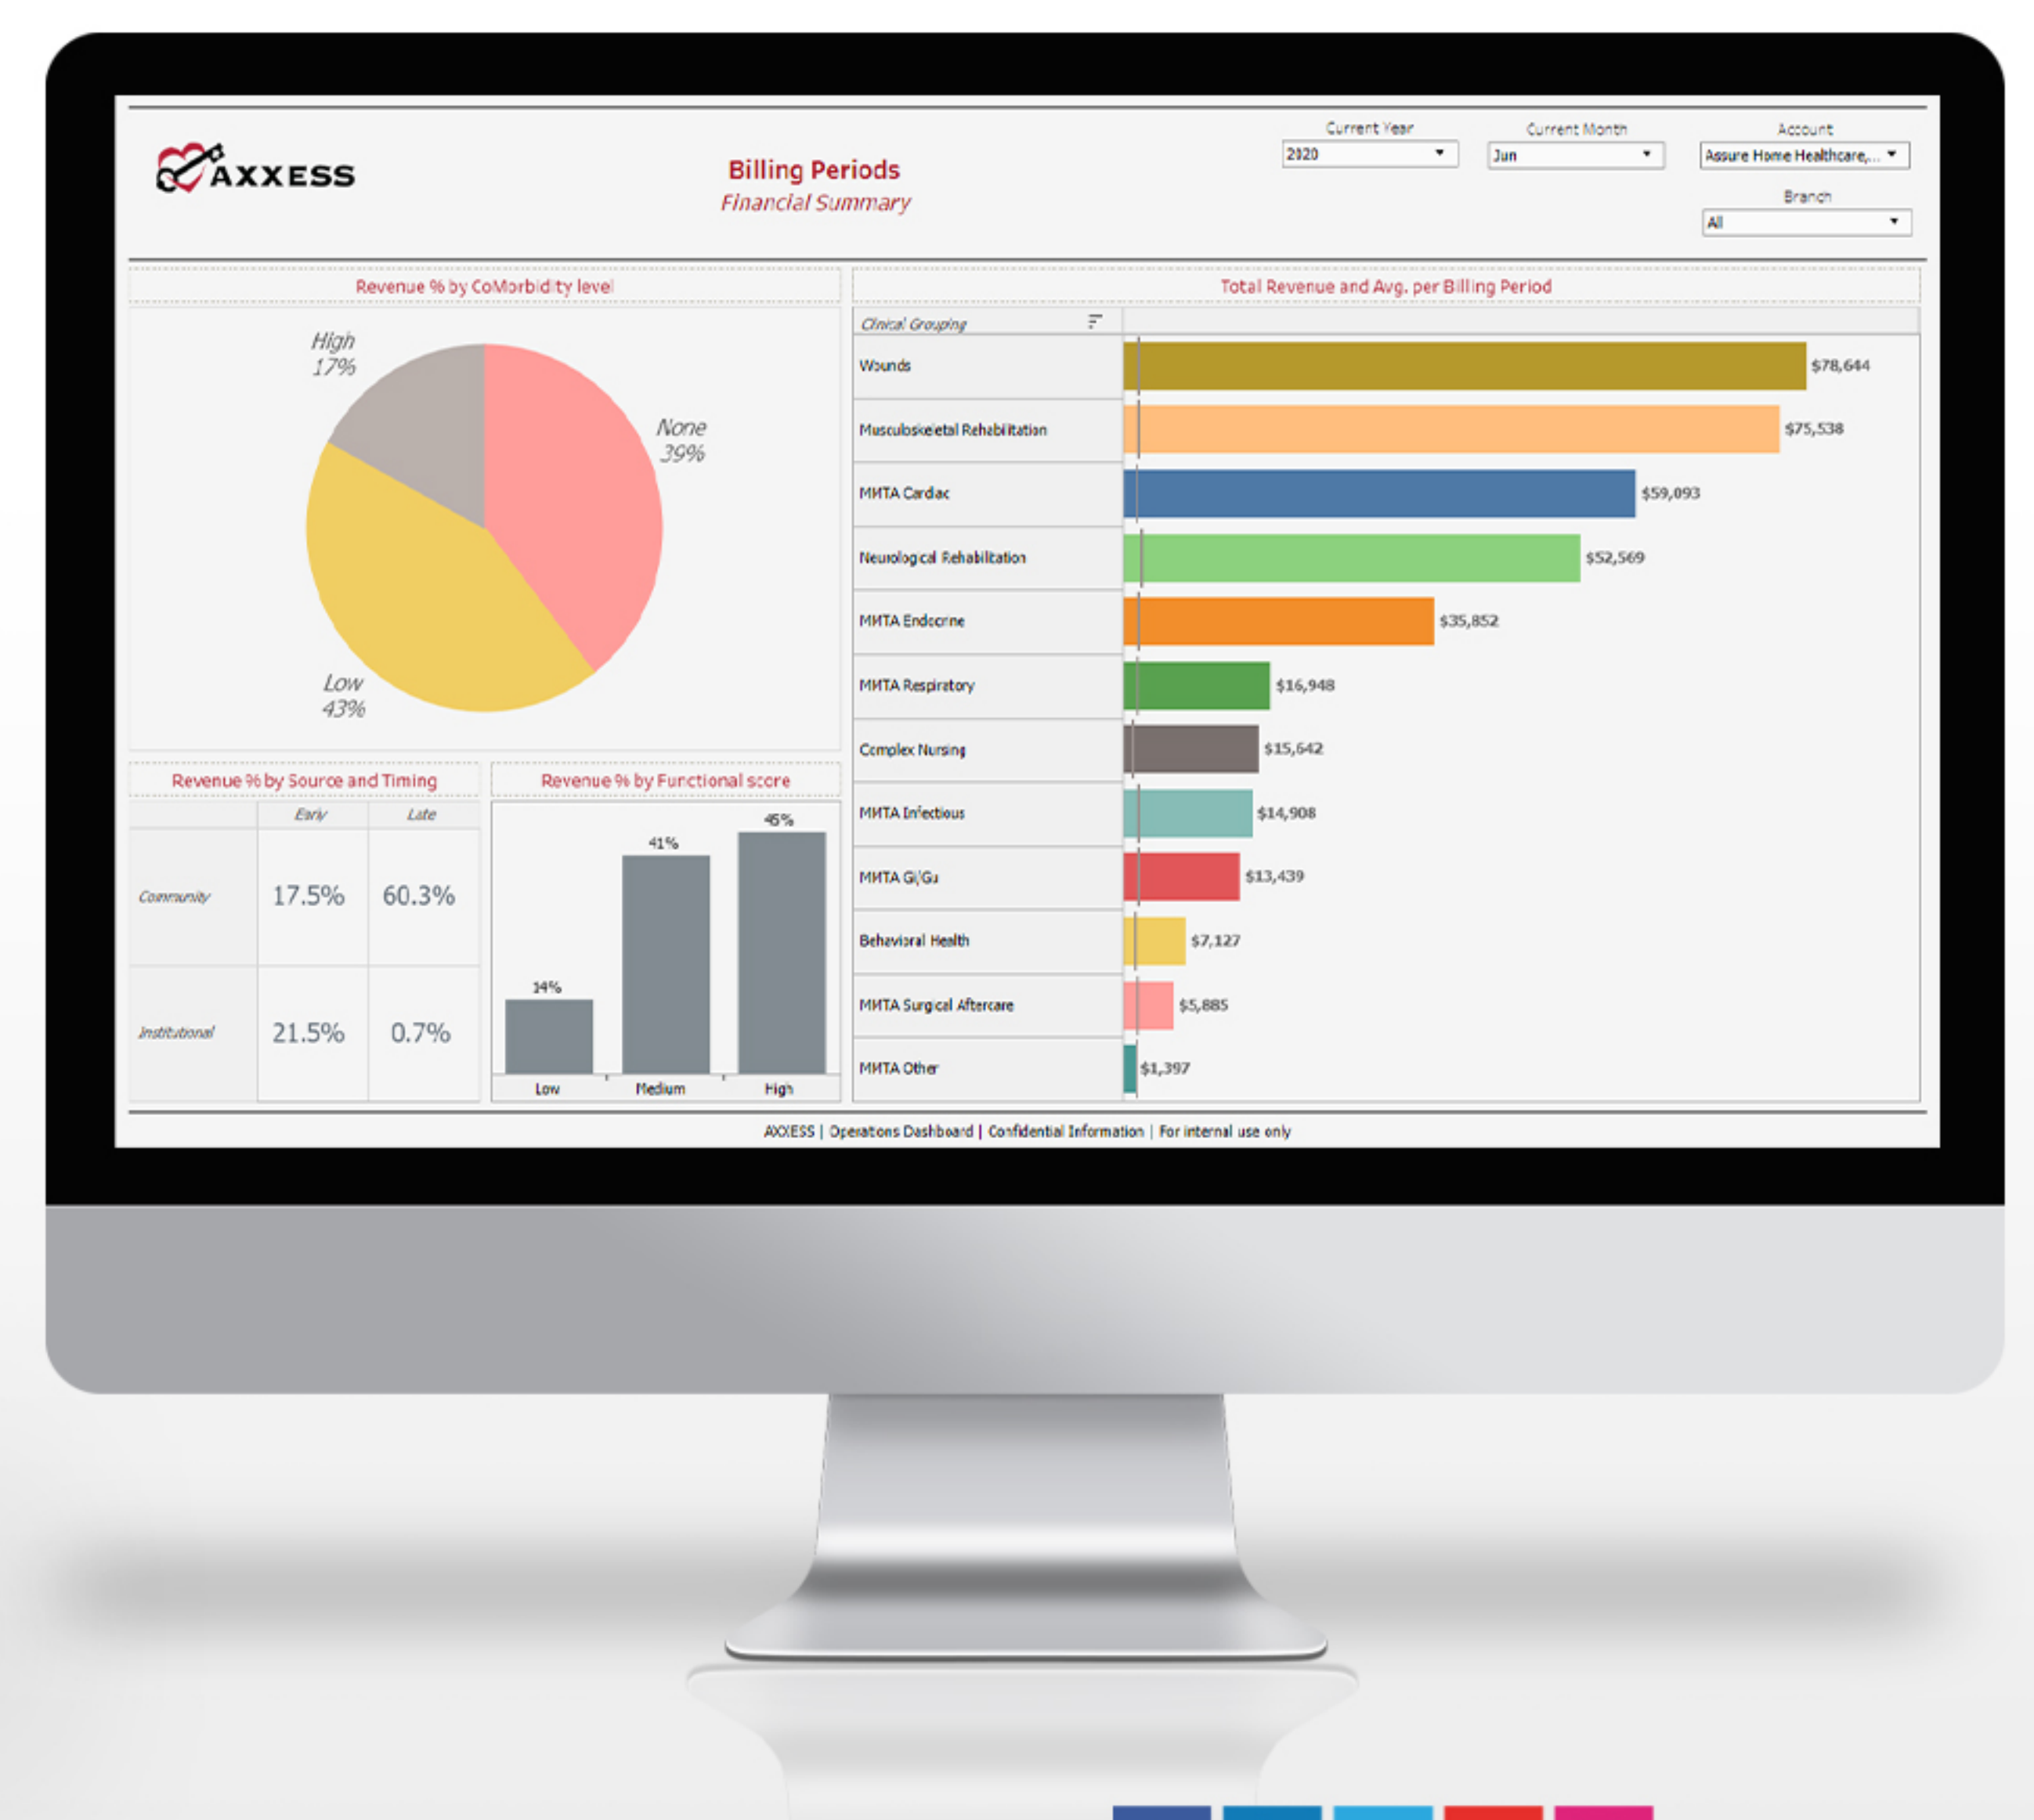 AXXESS
Billing Periods
Financial Summary
Current Year
2020
Current Month
Jun
Account
Assure Home Healthcare,...
Branch
All
Revenue % by CoMorbidity level
High
17%
None
39%
Low
43%
Revenue % by Source and Timing
Early Late
Community 17.5% 60.3%
Institutional 21.5% 0.7%
Revenue % by Functional score
14%
41%
45%
Low Medium High
Total Revenue and Avg. per Billing Period
Clinical Grouping
Wounds $78,644
Musculoskeletal Rehabilitation $75,538
MMTA Cardiac $59,093
Neurological Rehabilitation $52,569
MMTA Endocrine $35,852
MMTA Respiratory $16,948
Complex Nursing $15,642
MMTA Infectious $14,908
MMTA Gi/Gu $13,439
Behavioral Health $7,127
MMTA Surgical Aftercare $5,885
MMTA Other $1,397
AXXESS | Operations Dashboard | Confidential Information | For internal use only